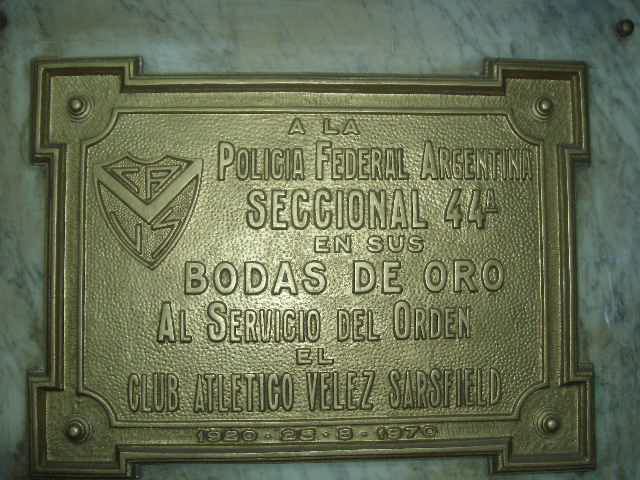 A LA
POLICIA FEDERAL ARGENTINA
SECCIONAL 44A
EN SUS
BODAS DE ORO
AL SERVICIO DEL ORDEN
EL
CLUB ATLETICO VELEZ SARSFIELD
1920 · 25 · 8 · 1970